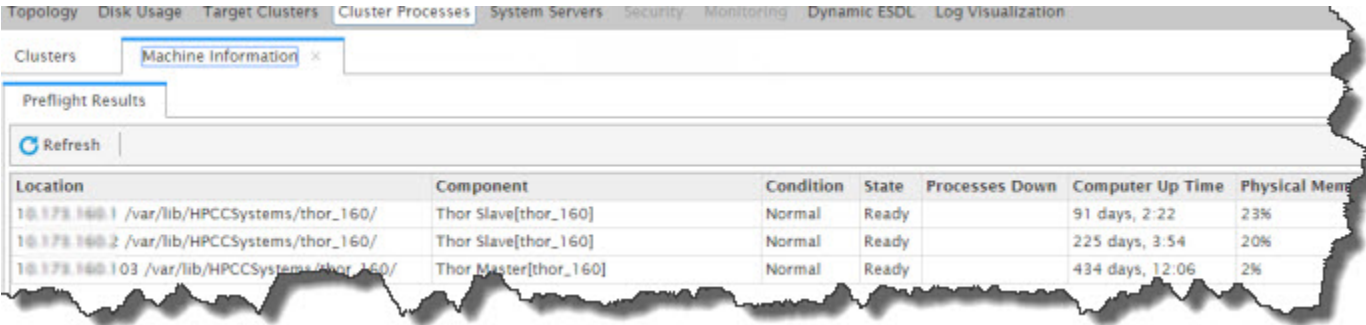 Topology Disk Usage Target Clusters Cluster Processes System Servers Security Monitoring Dynamic ESDL Log Visualization
Clusters Machine Information ×
Preflight Results
Refresh
Location Component Condition State Processes Down Computer Up Time Physical Mem
/var/lib/HPCCSystems/thor_160/ Thor Slave[thor_160] Normal Ready 91 days, 2:22 23%
/var/lib/HPCCSystems/thor_160/ Thor Slave[thor_160] Normal Ready 225 days, 3:54 20%
/var/lib/HPCCSystems/thor_160/ Thor Master[thor_160] Normal Ready 434 days, 12:06 2%